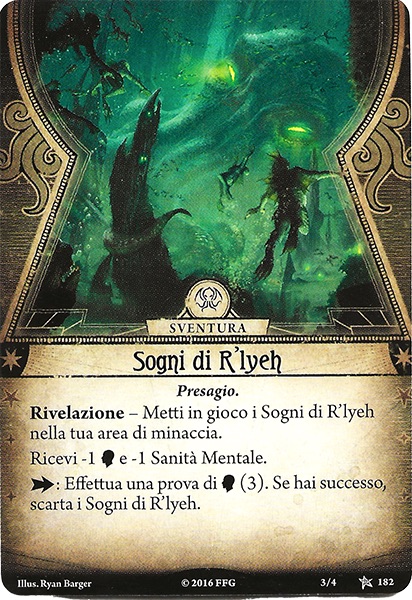 SVENTURA
Sogni di R'lyeh
Presagio.
Rivelazione – Metti in gioco i Sogni di R'lyeh
nella tua area di minaccia.
Ricevi -1 e -1 Sanità Mentale.
: Effettua una prova di (3). Se hai successo,
scarta i Sogni di R'lyeh.
Illus. Ryan Barger © 2016 FFG 3/4 182